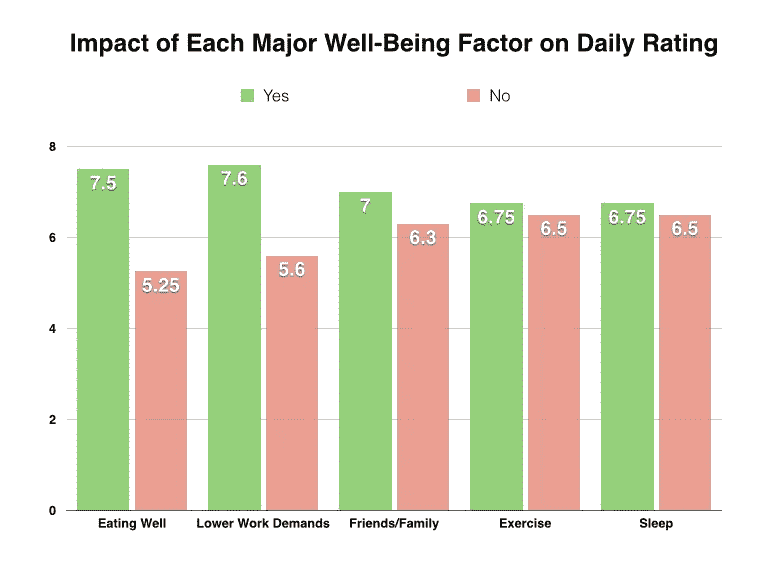 Impact of Each Major Well-Being Factor on Daily Rating
Yes No
8
6
4
2
0
7.5 5.25 7.6 5.6 7 6.3 6.75 6.5 6.75 6.5
Eating Well Lower Work Demands Friends/Family Exercise Sleep